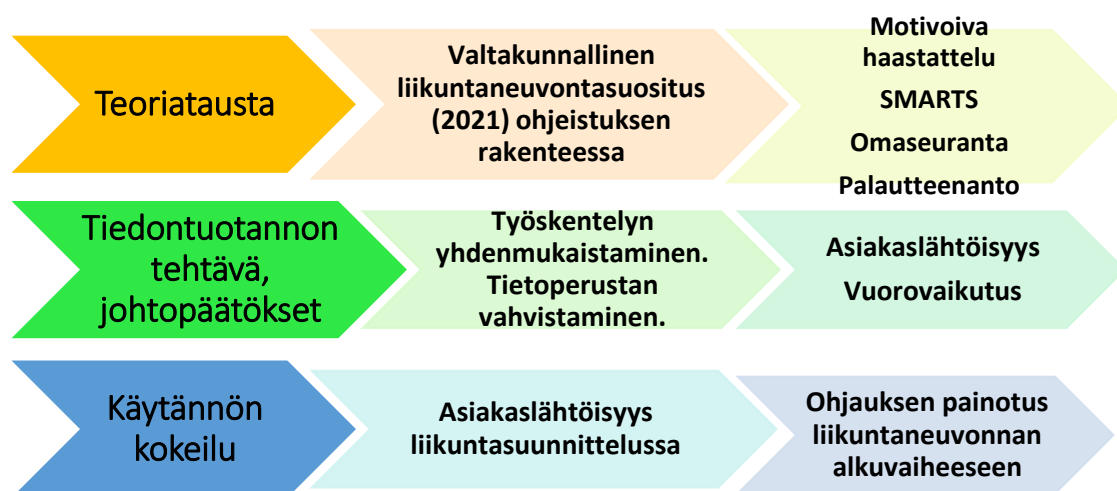 Teoriatausta
Valtakunnallinen
liikuntaneuvontasuositus
(2021) ohjeistuksen
rakenteessa
Motivoiva
haastattelu
SMARTS
Omaseuranta
Palautteenanto
Tiedontuotannon
tehtävä,
johtopäätökset
Työskentelyn
yhdenmukaistaminen.
Tietoperustan
vahvistaminen.
Asiakaslähtöisyys
Vuorovaikutus
Käytännön
kokeilu
Asiakaslähtöisyys
liikuntasuunnittelussa
Ohjauksen painotus
liikuntaneuvonnan
alkuvaiheeseen